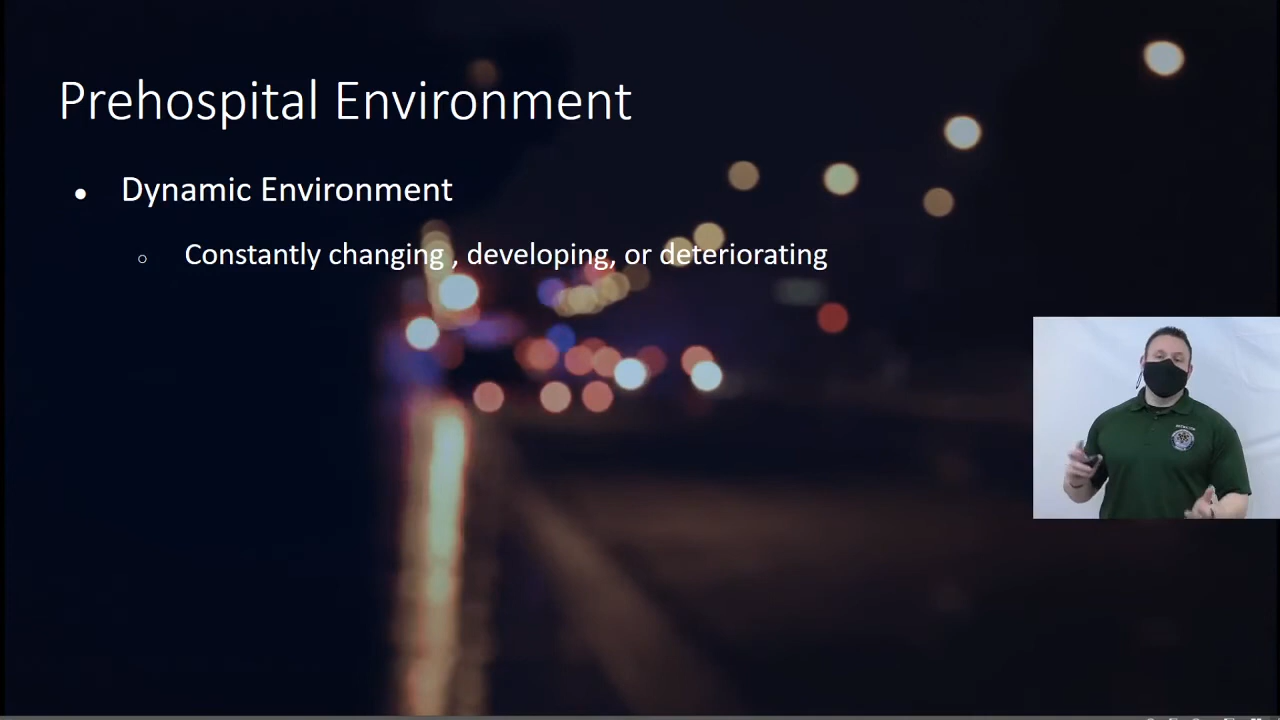 Prehospital Environment
● Dynamic Environment
○ Constantly changing , developing, or deteriorating